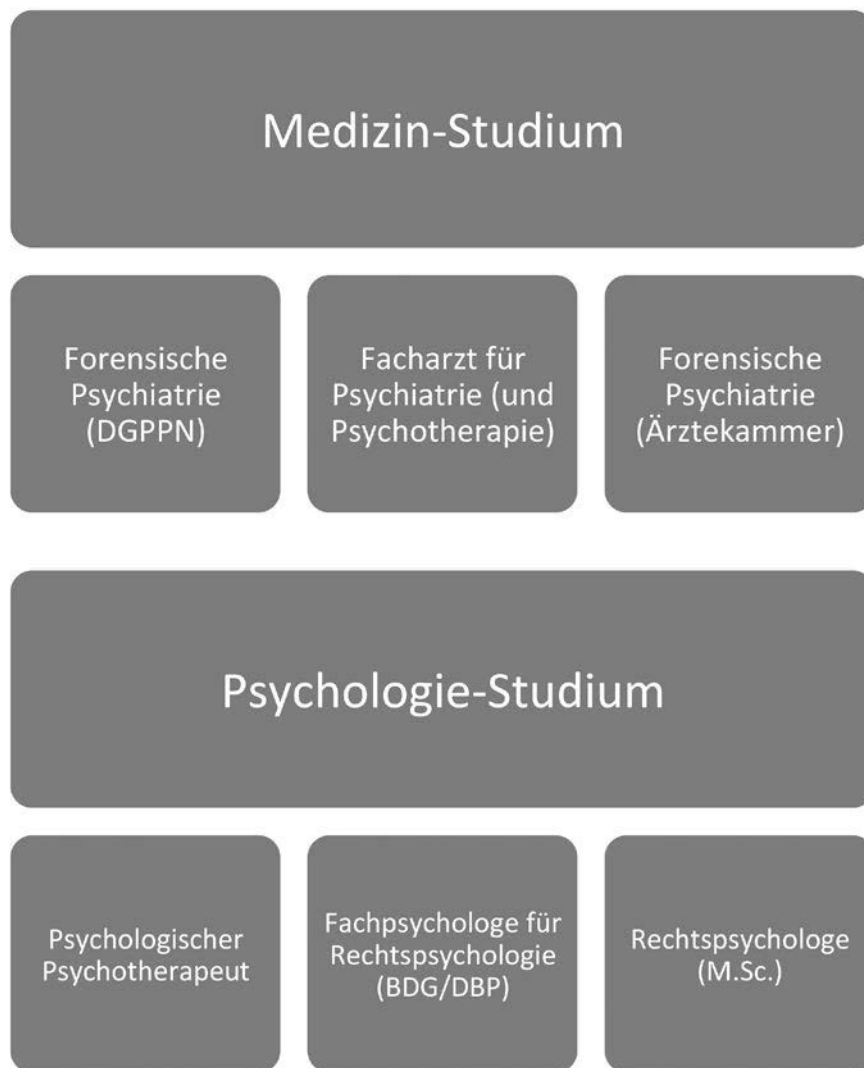 Medizin-Studium
Forensische
Psychiatrie
(DGPPN)
Facharzt für
Psychiatrie (und
Psychotherapie)
Forensische
Psychiatrie
(Ärztekammer)
Psychologie-Studium
Psychologischer
Psychotherapeut
Fachpsychologe für
Rechtspsychologie
(BDG/DBP)
Rechtspsychologe
(M.Sc.)